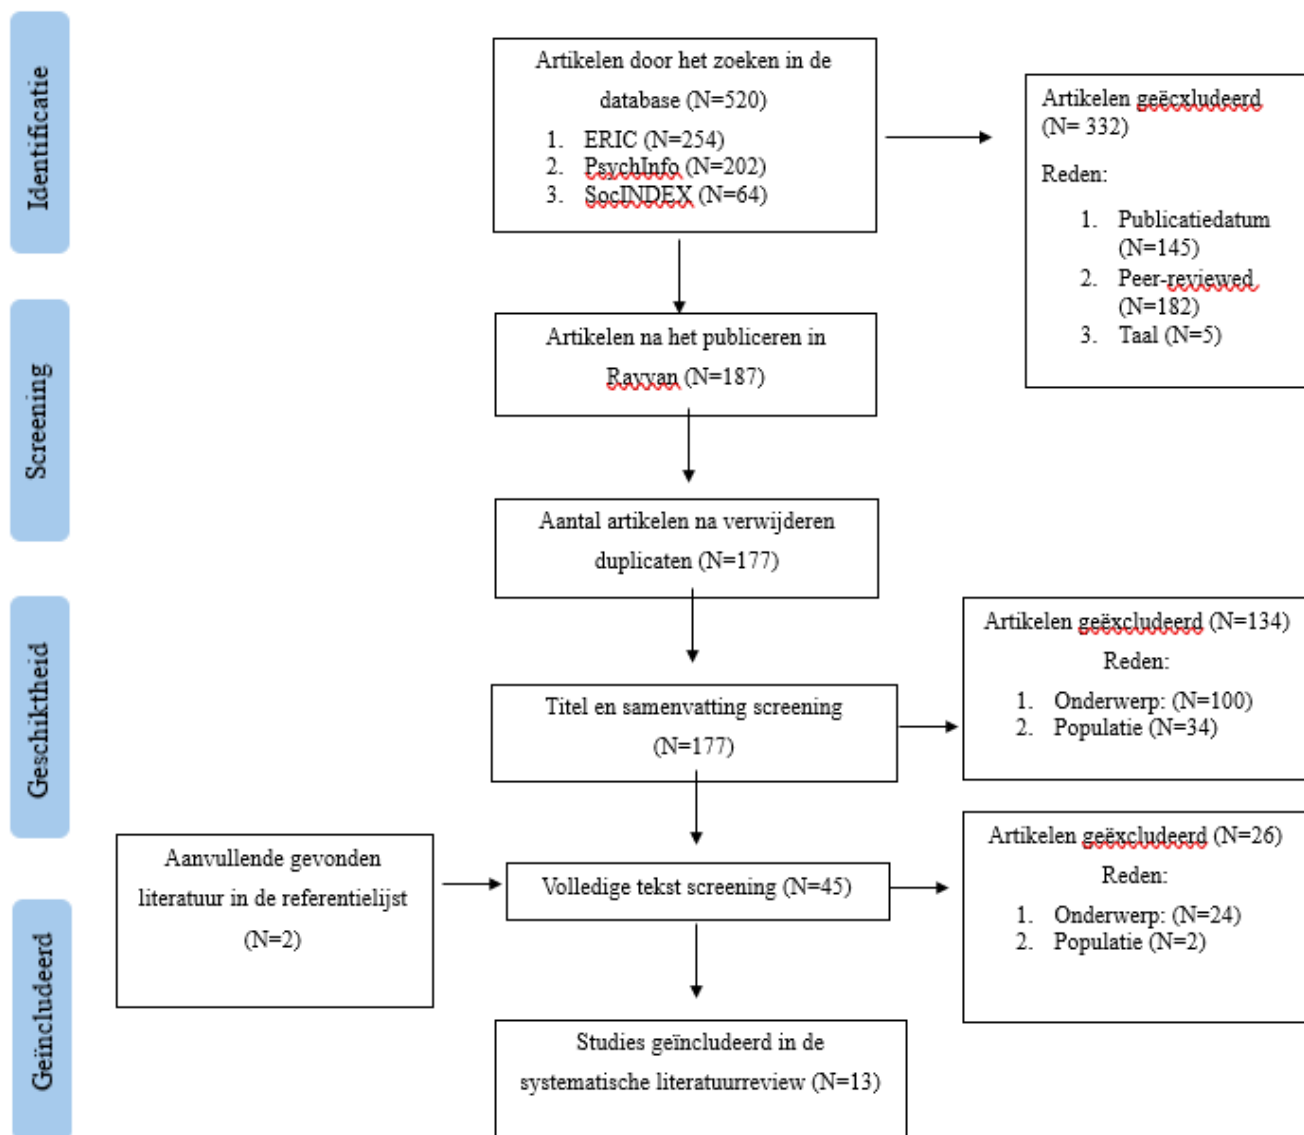 Identificatie
Artikelen door het zoeken in de
database (N=520)
1. ERIC (N=254)
2. PsychInfo (N=202)
3. SocINDEX (N=64)
Artikelen geëcxludeerd
(N= 332)
Reden:
1. Publicatiedatum
(N=145)
2. Peer-reviewed
(N=182)
3. Taal (N=5)
Screening
Artikelen na het publiceren in
Rayyan (N=187)
Aantal artikelen na verwijderen
duplicaten (N=177)
Geschiktheid
Titel en samenvatting screening
(N=177)
Artikelen geëxcludeerd (N=134)
Reden:
1. Onderwerp: (N=100)
2. Populatie (N=34)
Aanvullende gevonden
literatuur in de referentielijst
(N=2)
Volledige tekst screening (N=45)
Artikelen geëxcludeerd (N=26)
Reden:
1. Onderwerp: (N=24)
2. Populatie (N=2)
Geïncludeerd
Studies geïncludeerd in de
systematische literatuurreview (N=13)